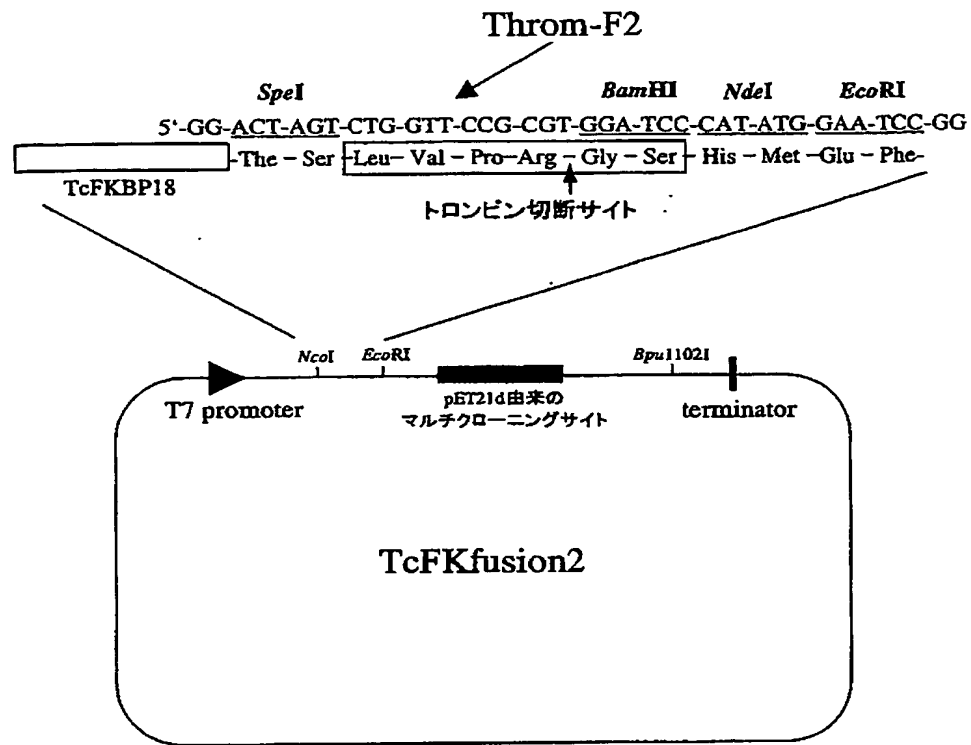 Throm-F2
SpeI BamHI NdeI EcoRI
5'-GG-ACT-AGT-CTG-GTT-CCG-CGT-GGA-TCC-CAT-ATG-GAA-TCC-GG
-The-Ser-Leu-Val-Pro-Arg-Gly-Ser-His-Met-Glu-Phe-
TcFKBP18
トロンビン切断サイト
NcoI EcoRI Bpu1102I
T7 promoter
pET21d由来の
マルチクローニングサイト
terminator
TcFKfusion2